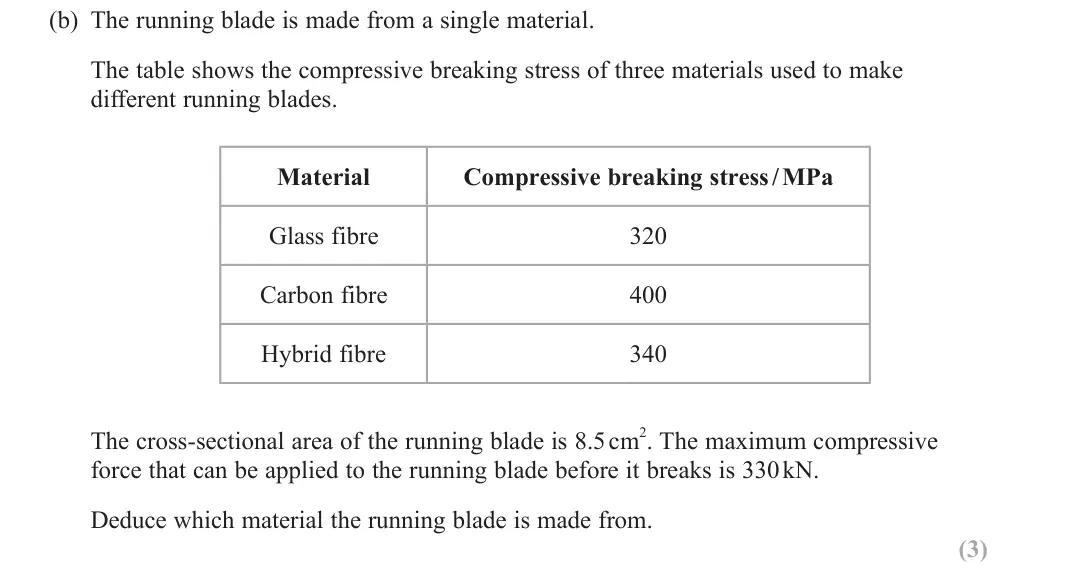 (b) The running blade is made from a single material.
The table shows the compressive breaking stress of three materials used to make
different running blades.
Material Compressive breaking stress / MPa
Glass fibre 320
Carbon fibre 400
Hybrid fibre 340
The cross-sectional area of the running blade is 8.5 cm². The maximum compressive
force that can be applied to the running blade before it breaks is 330 kN.
Deduce which material the running blade is made from.
(3)